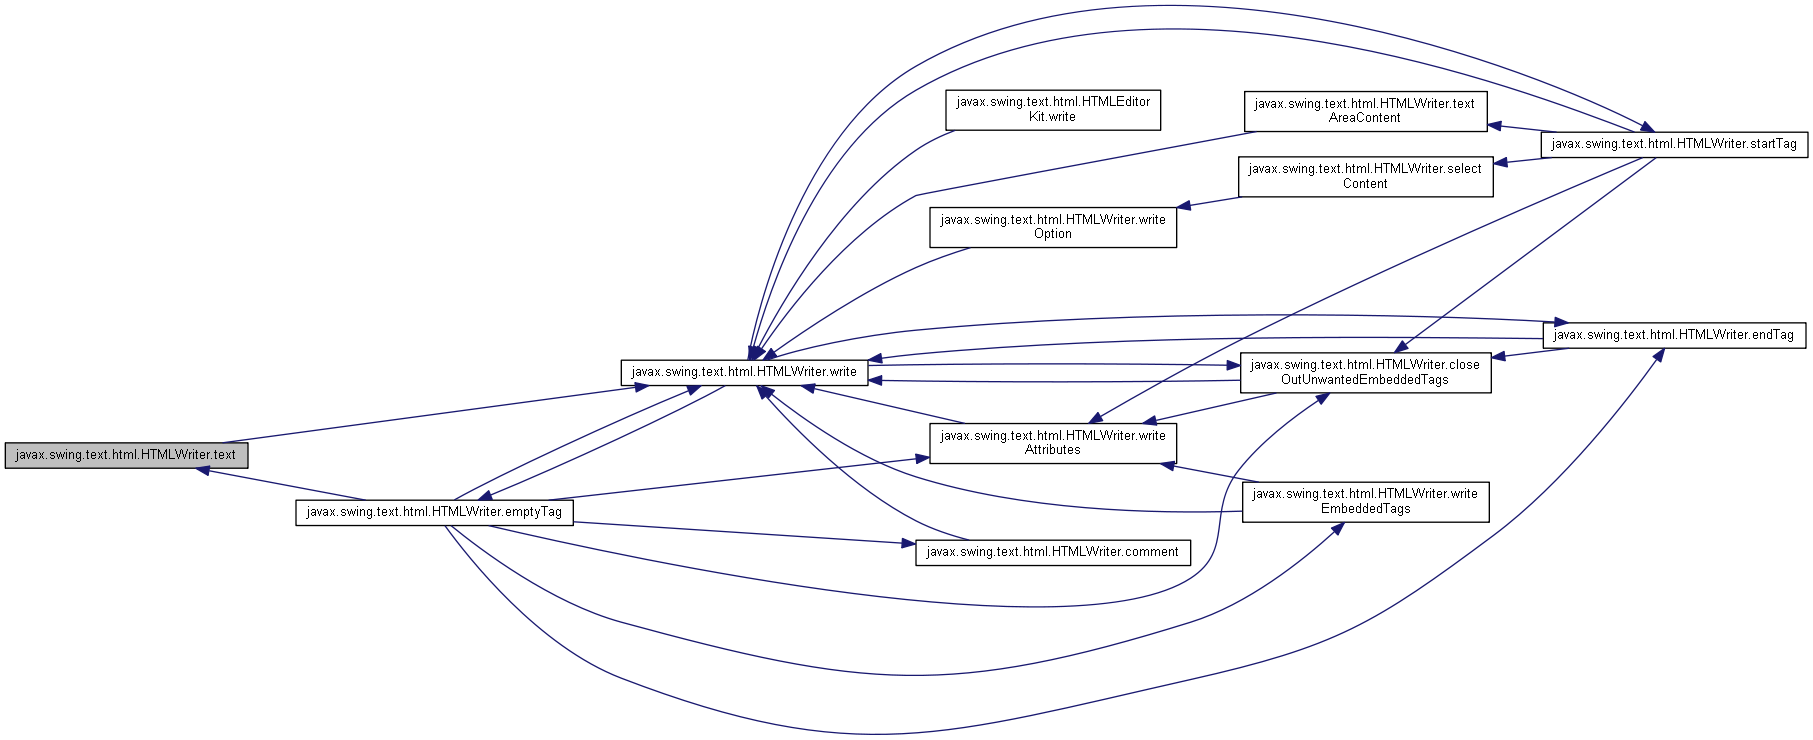 javax.swing.text.html.HTMLEditor
Kit.write
javax.swing.text.html.HTMLWriter.text
AreaContent
javax.swing.text.html.HTMLWriter.startTag
javax.swing.text.html.HTMLWriter.select
Content
javax.swing.text.html.HTMLWriter.write
Option
javax.swing.text.html.HTMLWriter.endTag
javax.swing.text.html.HTMLWriter.write
javax.swing.text.html.HTMLWriter.close
OutUnwantedEmbeddedTags
javax.swing.text.html.HTMLWriter.write
Attributes
javax.swing.text.html.HTMLWriter.text
javax.swing.text.html.HTMLWriter.write
EmbeddedTags
javax.swing.text.html.HTMLWriter.emptyTag
javax.swing.text.html.HTMLWriter.comment